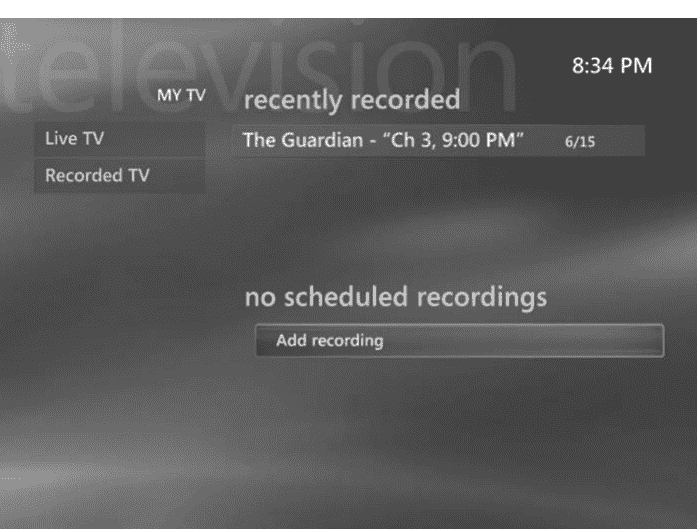 television
8:34 PM
MY TV
recently recorded
Live TV
The Guardian - “Ch 3, 9:00 PM” 6/15
Recorded TV
no scheduled recordings
Add recording